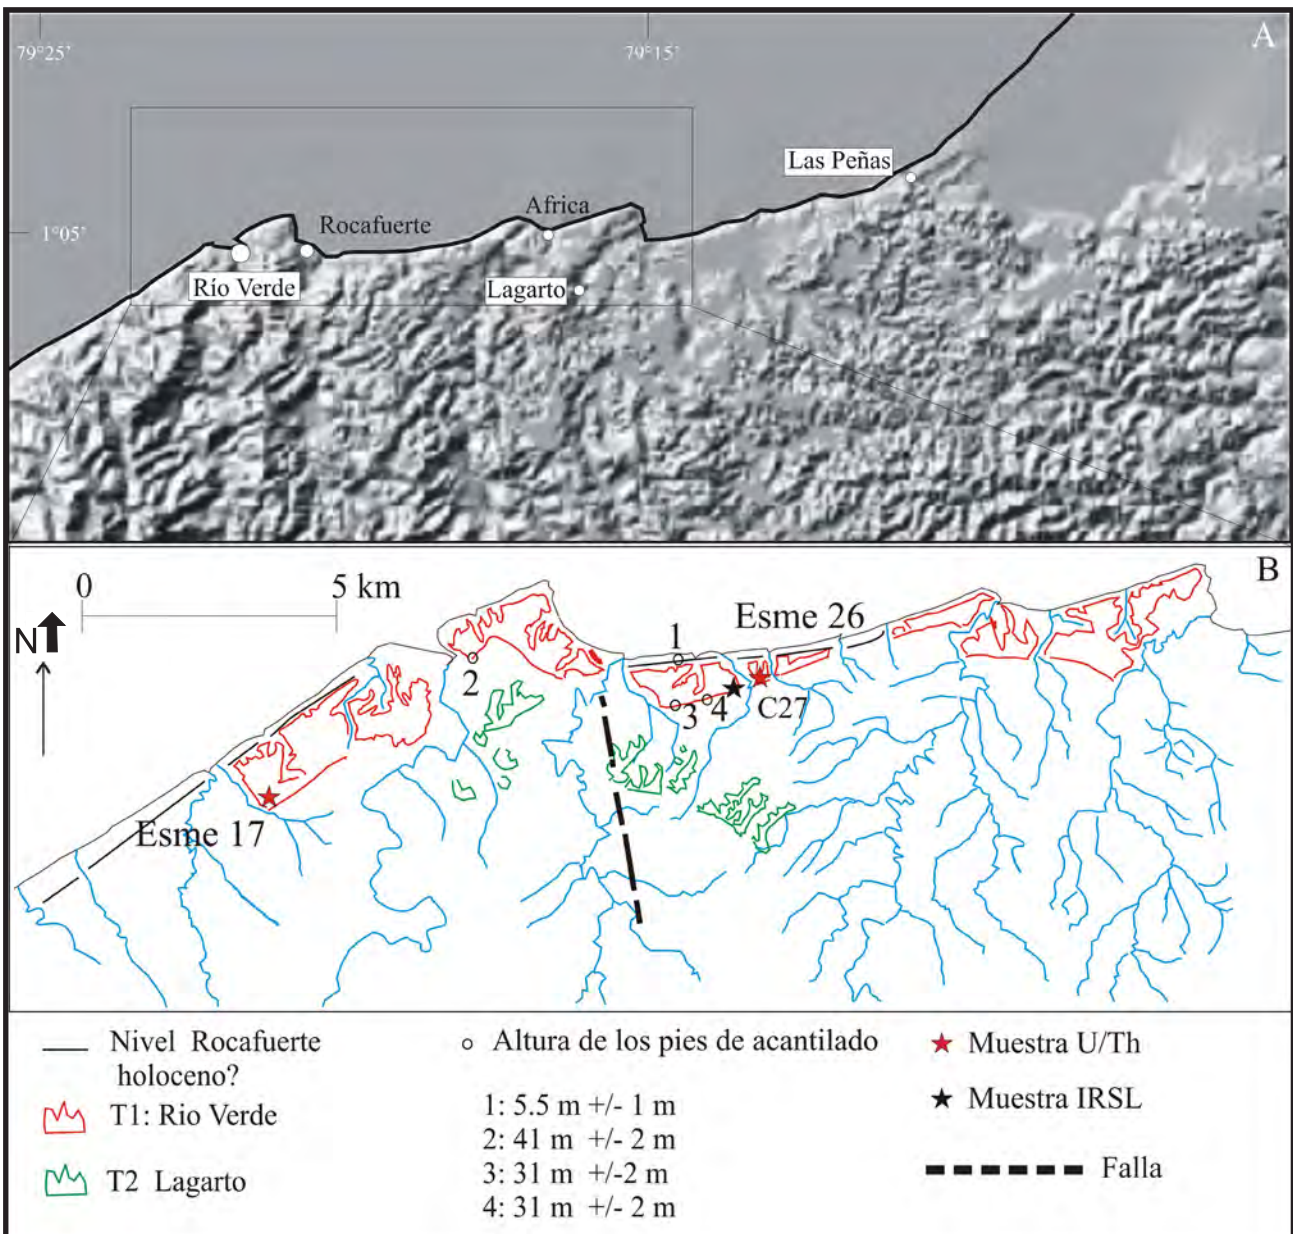 A
79°25'
79°15'
Las Peñas
Africa
Rocafuerte
1°05'
Río Verde
Lagarto
B
0
5 km
N
Esme 26
1
2
3
4
C27
Esme 17
Nivel Rocafuerte
holoceno?
T1: Rio Verde
T2 Lagarto
Altura de los pies de acantilado
1: 5.5 m +/- 1 m
2: 41 m +/- 2 m
3: 31 m +/-2 m
4: 31 m +/- 2 m
Muestra U/Th
Muestra IRSL
Falla